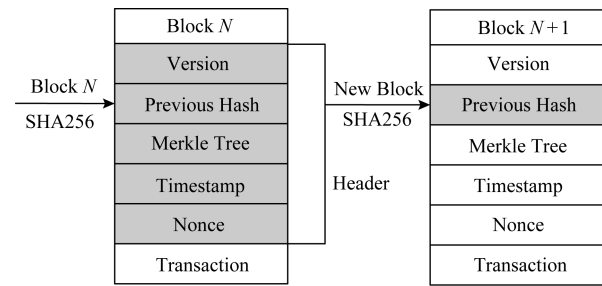 Block N
SHA256
Block N
Version
Previous Hash
Merkle Tree
Timestamp
Nonce
Transaction
New Block
SHA256
Header
Block N+1
Version
Previous Hash
Merkle Tree
Timestamp
Nonce
Transaction